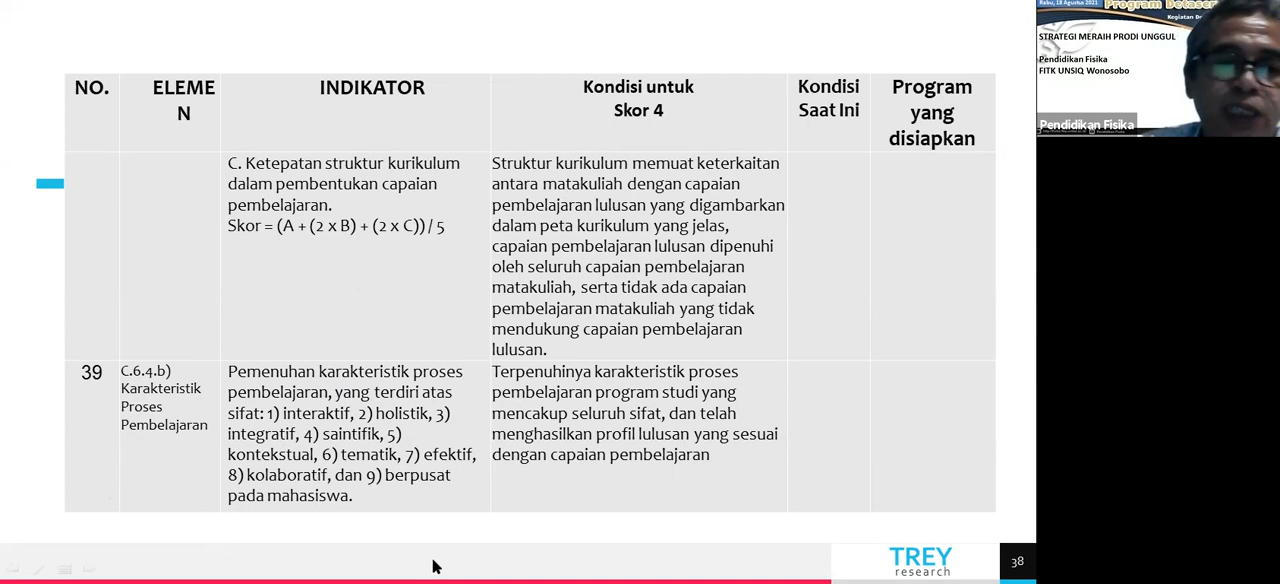 NO.
ELEME
N
INDIKATOR
Kondisi untuk
Skor 4
Kondisi
Saat Ini
Program
yang
disiapkan
C. Ketepatan struktur kurikulum
dalam pembentukan capaian
pembelajaran.
Skor = (A + (2 x B) + (2 x C)) / 5
Struktur kurikulum memuat keterkaitan
antara matakuliah dengan capaian
pembelajaran lulusan yang digambarkan
dalam peta kurikulum yang jelas,
capaian pembelajaran lulusan dipenuhi
oleh seluruh capaian pembelajaran
matakuliah, serta tidak ada capaian
pembelajaran matakuliah yang tidak
mendukung capaian pembelajaran
lulusan.
39
C.6.4.b)
Karakteristik
Proses
Pembelajaran
Pemenuhan karakteristik proses
pembelajaran, yang terdiri atas
sifat: 1) interaktif, 2) holistik, 3)
integratif, 4) saintifik, 5)
kontekstual, 6) tematik, 7) efektif,
8) kolaboratif, dan 9) berpusat
pada mahasiswa.
Terpenuhinya karakteristik proses
pembelajaran program studi yang
mencakup seluruh sifat, dan telah
menghasilkan profil lulusan yang sesuai
dengan capaian pembelajaran
TREY
research
38
Rabu, 18 Agustus 2021
Program
STRATEGI MERAIH PRODI UNGGUL
Pendidikan Fisika
FITK UNSIQ Wonosobo
Pendidikan Fisika